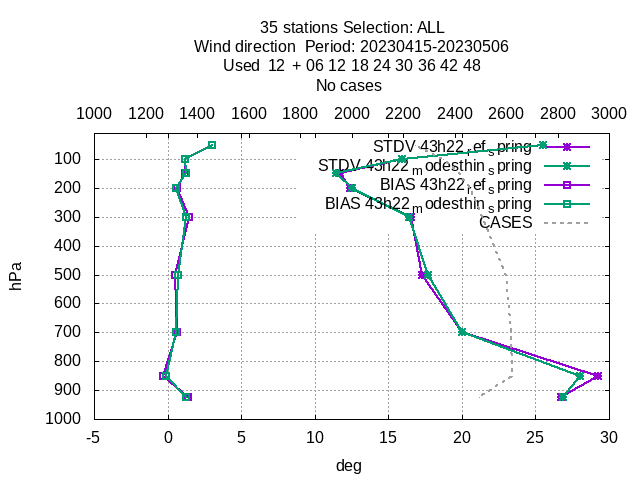 35 stations Selection: ALL
Wind direction  Period: 20230415-20230506
Used  12  + 06 12 18 24 30 36 42 48
No cases
1000 1200 1400 1600 1800 2000 2200 2400 2600 2800 3000
STDV 43h22_ref_spring
STDV 43h22_modesthin_spring
BIAS 43h22_ref_spring
BIAS 43h22_modesthin_spring
CASES
100
200
300
400
500
600
700
800
900
1000
hPa
-5 0 5 10 15 20 25 30
deg